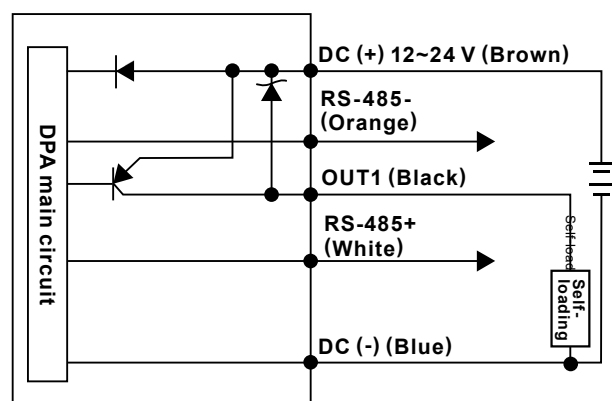 DC (+) 12~24 V (Brown)
RS-485-
(Orange)
OUT1 (Black)
RS-485+
(White)
DC (-) (Blue)
DPA main circuit
Self load
Self-
loading